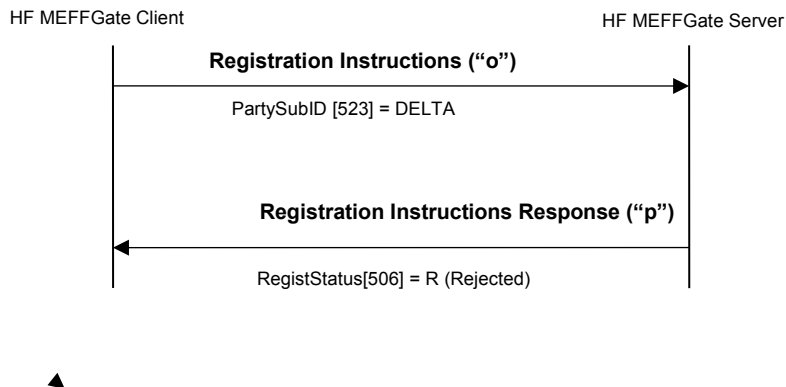 HF MEFFGate Client
HF MEFFGate Server
Registration Instructions (“o”)
PartySubID [523] = DELTA
Registration Instructions Response (“p”)
RegistStatus[506] = R (Rejected)